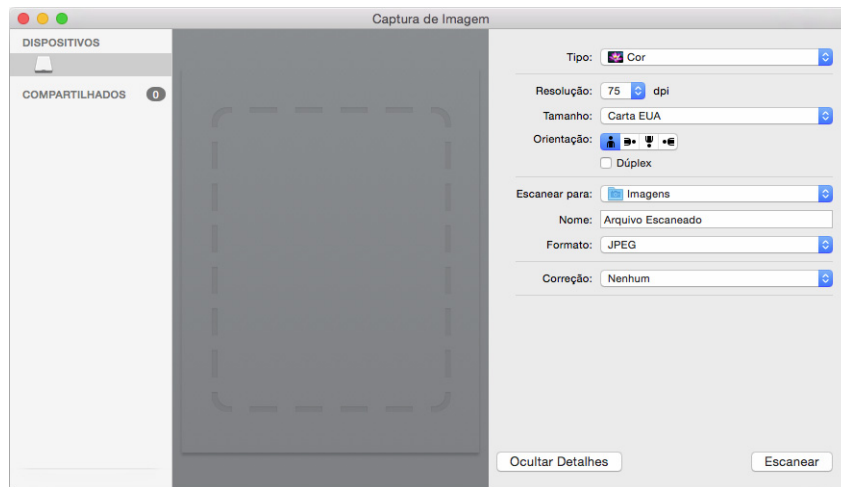 Captura de Imagem
DISPOSITIVOS
COMPARTILHADOS 0
Tipo: Cor
Resolução: 75 dpi
Tamanho: Carta EUA
Orientação:
Dúplex
Escanear para: Imagens
Nome: Arquivo Escaneado
Formato: JPEG
Correção: Nenhum
Ocultar Detalhes Escanear